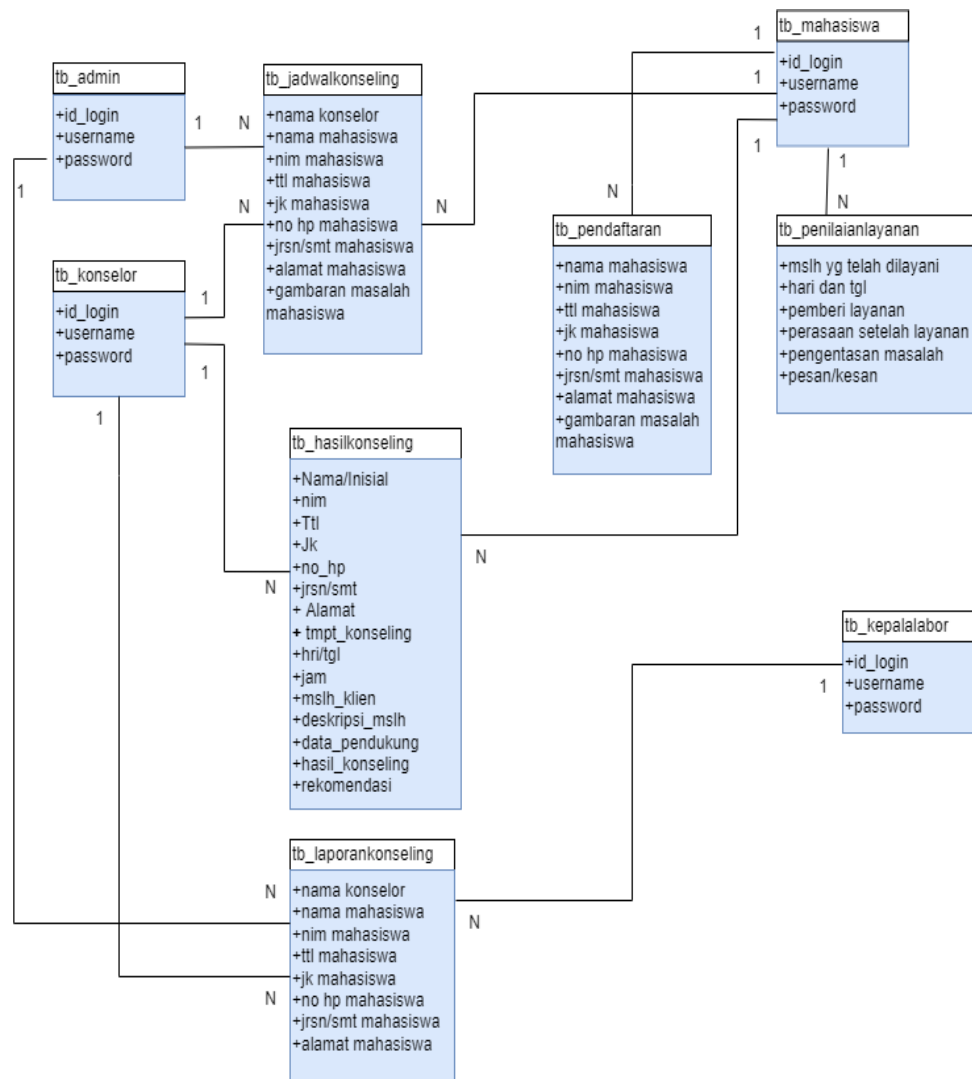 tb_admin
+id_login
+username
+password
1
N
1
tb_jadwalkonseling
+nama konselor
+nama mahasiswa
+nim mahasiswa
+ttl mahasiswa
+jk mahasiswa
+no hp mahasiswa
+jrsn/smt mahasiswa
+alamat mahasiswa
+gambaran masalah
mahasiswa
N
N
tb_mahasiswa
+id_login
+username
+password
1
1
1
1
N
N
tb_konselor
+id_login
+username
+password
1
1
1
tb_pendaftaran
+nama mahasiswa
+nim mahasiswa
+ttl mahasiswa
+jk mahasiswa
+no hp mahasiswa
+jrsn/smt mahasiswa
+alamat mahasiswa
+gambaran masalah
mahasiswa
tb_penilaianlayanan
+mslh yg telah dilayani
+hari dan tgl
+pemberi layanan
+perasaan setelah layanan
+pengentasan masalah
+pesan/kesan
tb_hasilkonseling
+Nama/Inisial
+nim
+Ttl
+Jk
+no_hp
+jrsn/smt
+ Alamat
+ tmpt_konseling
+hri/tgl
+jam
+mslh_klien
+deskripsi_mslh
+data_pendukung
+hasil_konseling
+rekomendasi
N
N
tb_kepalalabor
+id_login
+username
+password
1
tb_laporankonseling
+nama konselor
+nama mahasiswa
+nim mahasiswa
+ttl mahasiswa
+jk mahasiswa
+no hp mahasiswa
+jrsn/smt mahasiswa
+alamat mahasiswa
N
N
N